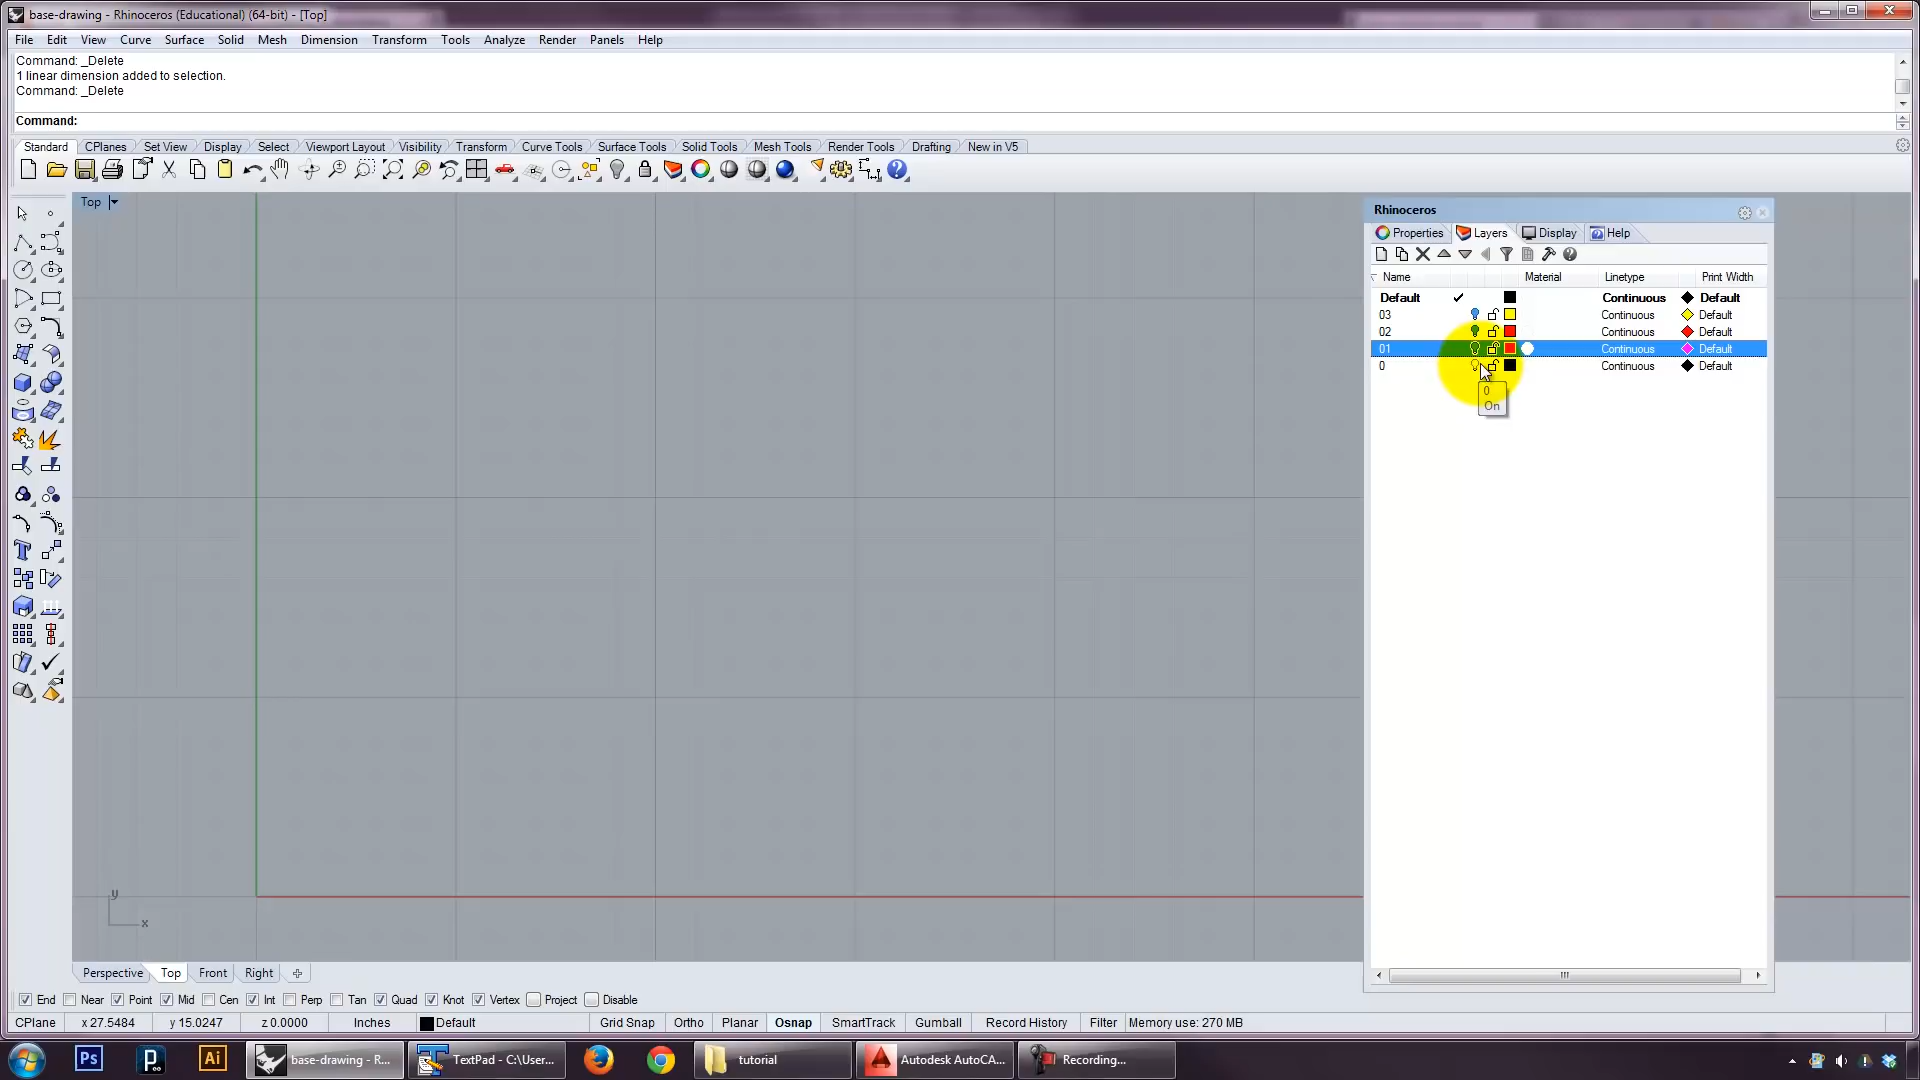 base-drawing - Rhinoceros (Educational) (64-bit) - [Top]
File Edit View Curve Surface Solid Mesh Dimension Transform Tools Analyze Render Panels Help
Command: _Delete
1 linear dimension added to selection.
Command: _Delete
Command:
Standard CPlanes Set View Display Select Viewport Layout Visibility Transform Curve Tools Surface Tools Solid Tools Mesh Tools Render Tools Drafting New in V5
Top
Rhinoceros
Properties Layers Display Help
Name Material Linetype Print Width
Default Continuous Default
03 Continuous Default
02 Continuous Default
01 Continuous Default
0 Continuous Default
0
On
y
x
Perspective Top Front Right
End Near Point Mid Cen Int Perp Tan Quad Knot Vertex Project Disable
CPlane x 27.5484 y 15.0247 z 0.0000 Inches Default Grid Snap Ortho Planar Osnap SmartTrack Gumball Record History Filter Memory use: 270 MB
Ps p Ai base-drawing - R... TextPad - C:\User... tutorial Autodesk AutoCA... Recording...